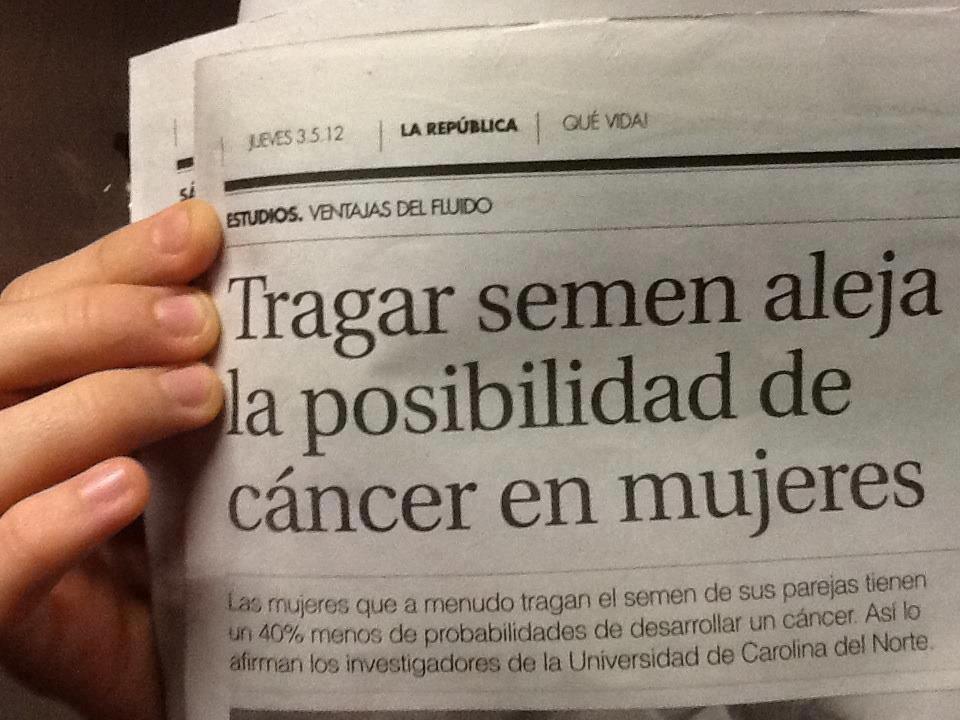 JUEVES 3.5.12 | LA REPÚBLICA | QUÉ VIDA!
ESTUDIOS. VENTAJAS DEL FLUIDO
Tragar semen aleja
la posibilidad de
cáncer en mujeres
Las mujeres que a menudo tragan el semen de sus parejas tienen
un 40% menos de probabilidades de desarrollar un cáncer. Así lo
afirman los investigadores de la Universidad de Carolina del Norte.